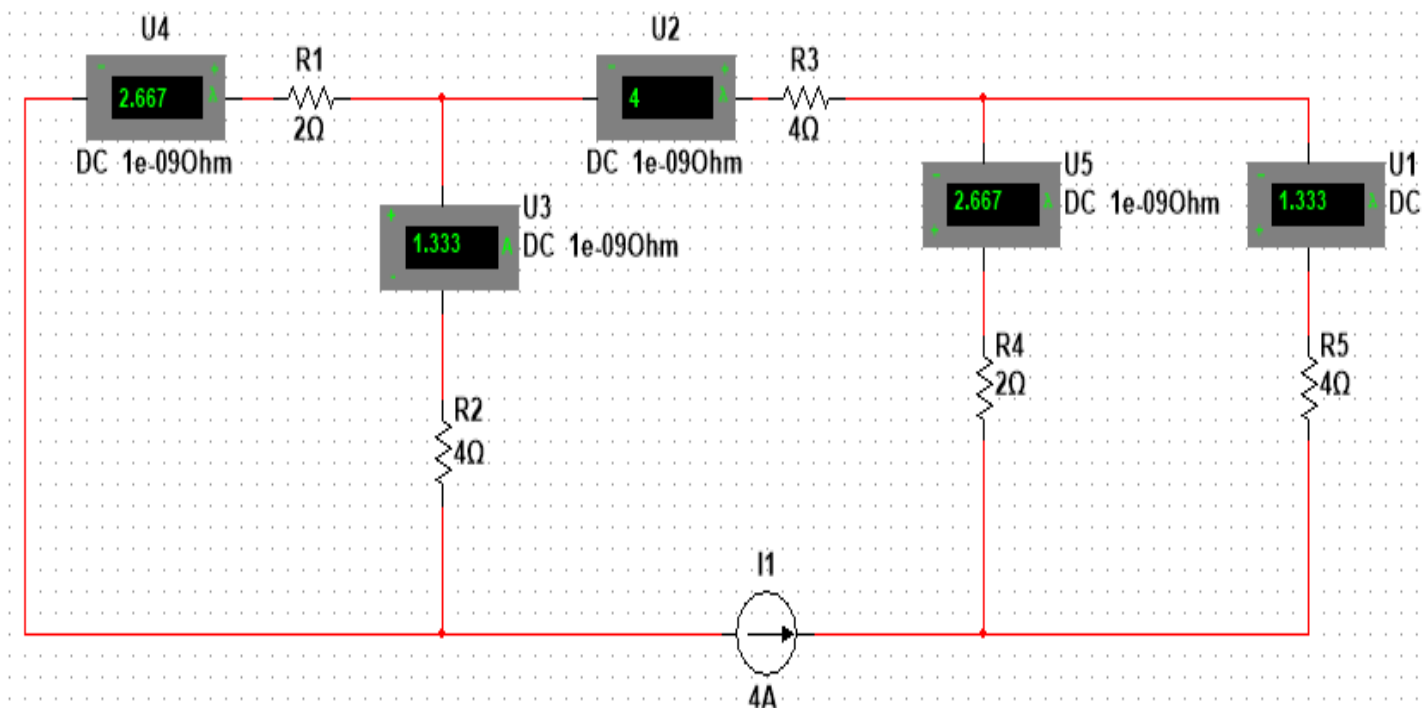 U4
2.667
R1
2Ω
DC 1e-09Ohm
U2
4
R3
4Ω
DC 1e-09Ohm
U3
1.333 A
DC 1e-09Ohm
R2
4Ω
U5
2.667 A
DC 1e-09Ohm
R4
2Ω
U1
1.333 A
DC
R5
4Ω
I1
4A